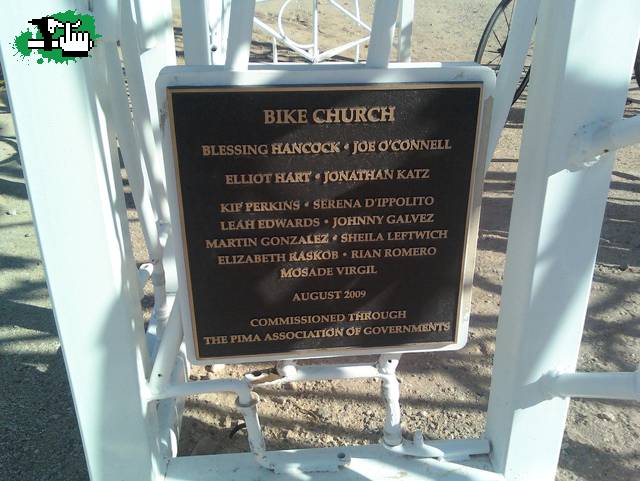 BIKE CHURCH
BLESSING HANCOCK • JOE O'CONNELL
ELLIOT HART • JONATHAN KATZ
KIF PERKINS • SERENA D'IPPOLITO
LEAH EDWARDS • JOHNNY GALVEZ
MARTIN GONZALEZ • SHEILA LEFTWICH
ELIZABETH RASKOB • RIAN ROMERO
MOSADE VIRGIL
AUGUST 2009
COMMISSIONED THROUGH
THE PIMA ASSOCIATION OF GOVERNMENTS